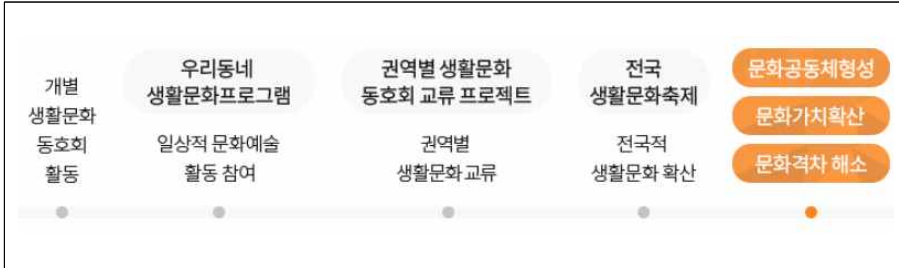 개별
생활문화
동호회
활동
우리동네
생활문화프로그램
일상적 문화예술
활동 참여
권역별 생활문화
동호회 교류 프로젝트
권역별
생활문화 교류
전국
생활문화축제
전국적
생활문화 확산
문화공동체형성
문화가치확산
문화격차 해소